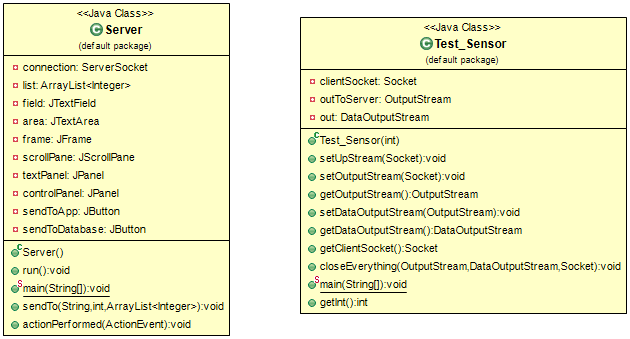 <<Java Class>>
Server
(default package)
connection: ServerSocket
list: ArrayList<Integer>
field: JTextField
area: JTextArea
frame: JFrame
scrollPane: JScrollPane
textPanel: JPanel
controlPanel: JPanel
sendToApp: JButton
sendToDatabase: JButton
Server()
run():void
main(String[]):void
sendTo(String,int,ArrayList<Integer>):void
actionPerformed(ActionEvent):void
<<Java Class>>
Test_Sensor
(default package)
clientSocket: Socket
outToServer: OutputStream
out: DataOutputStream
Test_Sensor(int)
setUpStream(Socket):void
setOutputStream(Socket):void
getOutputStream():OutputStream
setDataOutputStream(OutputStream):void
getDataOutputStream():DataOutputStream
getClientSocket():Socket
closeEverything(OutputStream,DataOutputStream,Socket):void
main(String[]):void
getInt():int